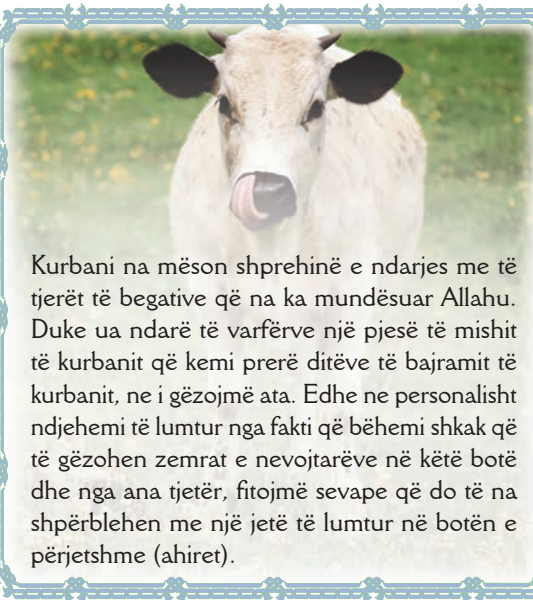 Kurbani na mëson shprehinë e ndarjes me të
tjerët të begative që na ka mundësuar Allahu.
Duke ua ndarë të varfërve një pjesë të mishit
të kurbanit që kemi prerë ditëve të bajramit të
kurbanit, ne i gëzojmë ata. Edhe ne personalisht
ndjehemi të lumtur nga fakti që bëhemi shkak që
të gëzohen zemrat e nevojtarëve në këtë botë
dhe nga ana tjetër, fitojmë sevape që do të na
shpërblehen me një jetë të lumtur në botën e
përjetshme (ahiret).